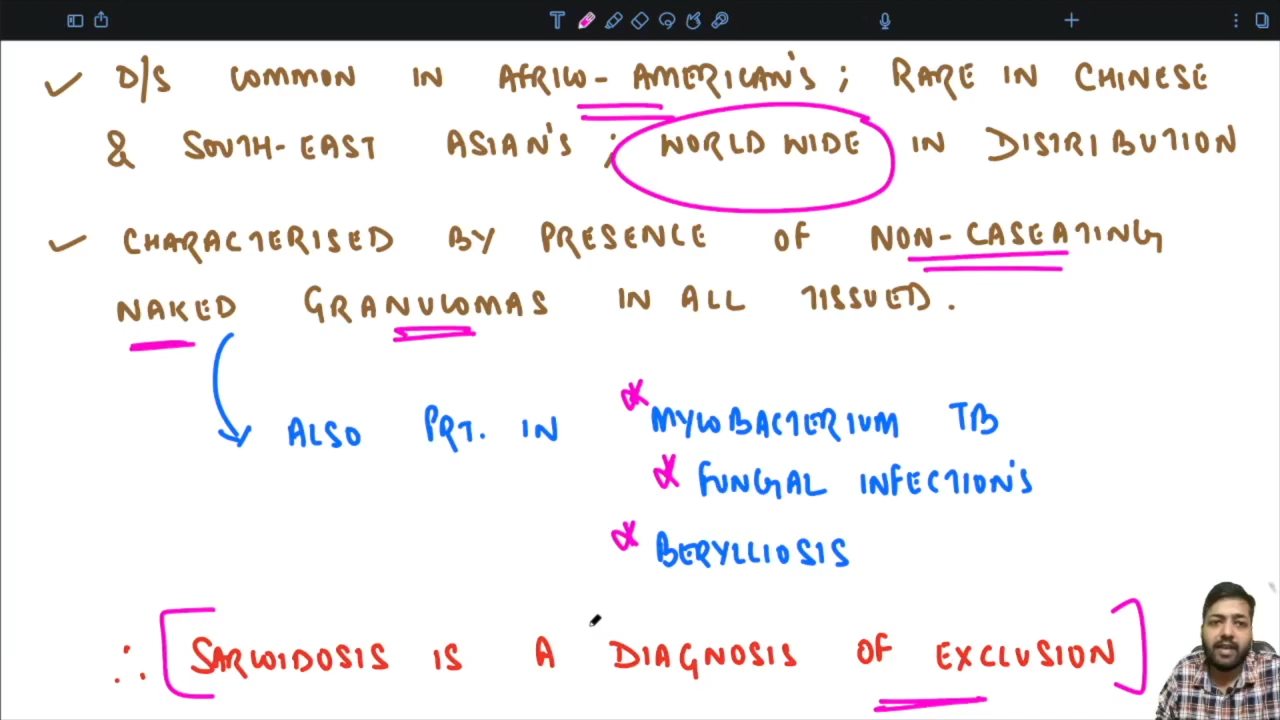 D/S COMMON IN AFRICO-AMERICAN'S ; RARE IN CHINESE
& SOUTH-EAST ASIAN'S ; WORLD WIDE IN DISTRIBUTION
CHARACTERISED BY PRESENCE OF NON-CASEATING
NAKED GRANULOMAS IN ALL TISSUED.
ALSO PRT. IN MYCOBACTERIUM TB
FUNGAL INFECTION'S
BERYLLIOSIS
∴ [SARCOIDOSIS IS A DIAGNOSIS OF EXCLUSION]